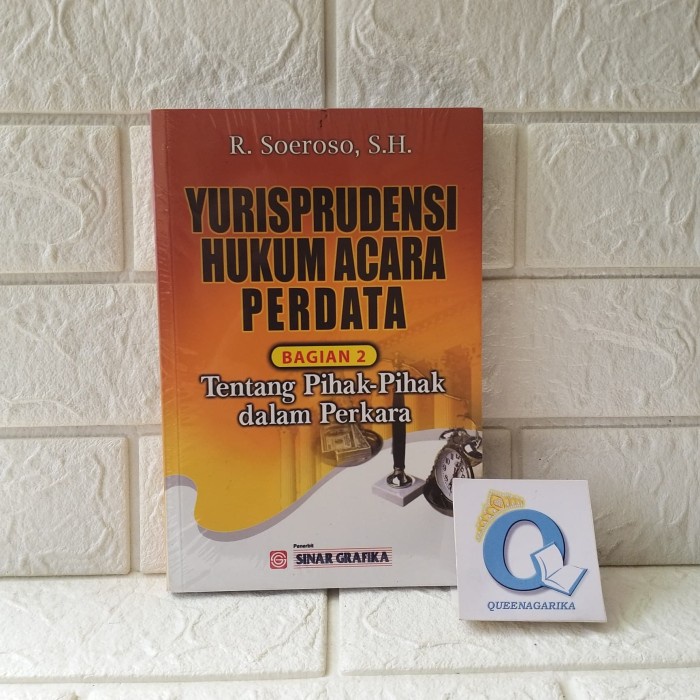 R. Soeroso, S.H.
YURISPRUDENSI
HUKUM ACARA
PERDATA
BAGIAN 2
Tentang Pihak-Pihak
dalam Perkara
Penerbit
SINAR GRAFIKA
QUEENAGARIKA